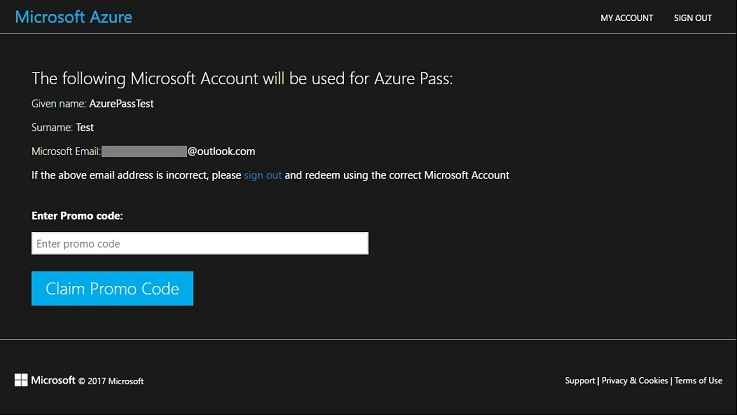 Microsoft Azure MY ACCOUNT SIGN OUT
The following Microsoft Account will be used for Azure Pass:
Given name: AzurePassTest
Surname: Test
Microsoft Email: @outlook.com
If the above email address is incorrect, please sign out and redeem using the correct Microsoft Account
Enter Promo code:
Enter promo code
Claim Promo Code
Microsoft © 2017 Microsoft Support | Privacy & Cookies | Terms of Use